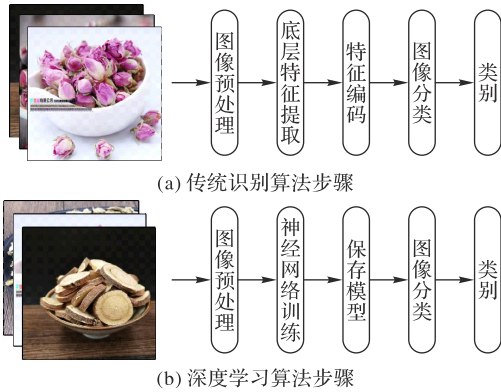 图像预处理
底层特征提取
特征编码
图像分类
类别
(a) 传统识别算法步骤
图像预处理
神经网络训练
保存模型
图像分类
类别
(b) 深度学习算法步骤